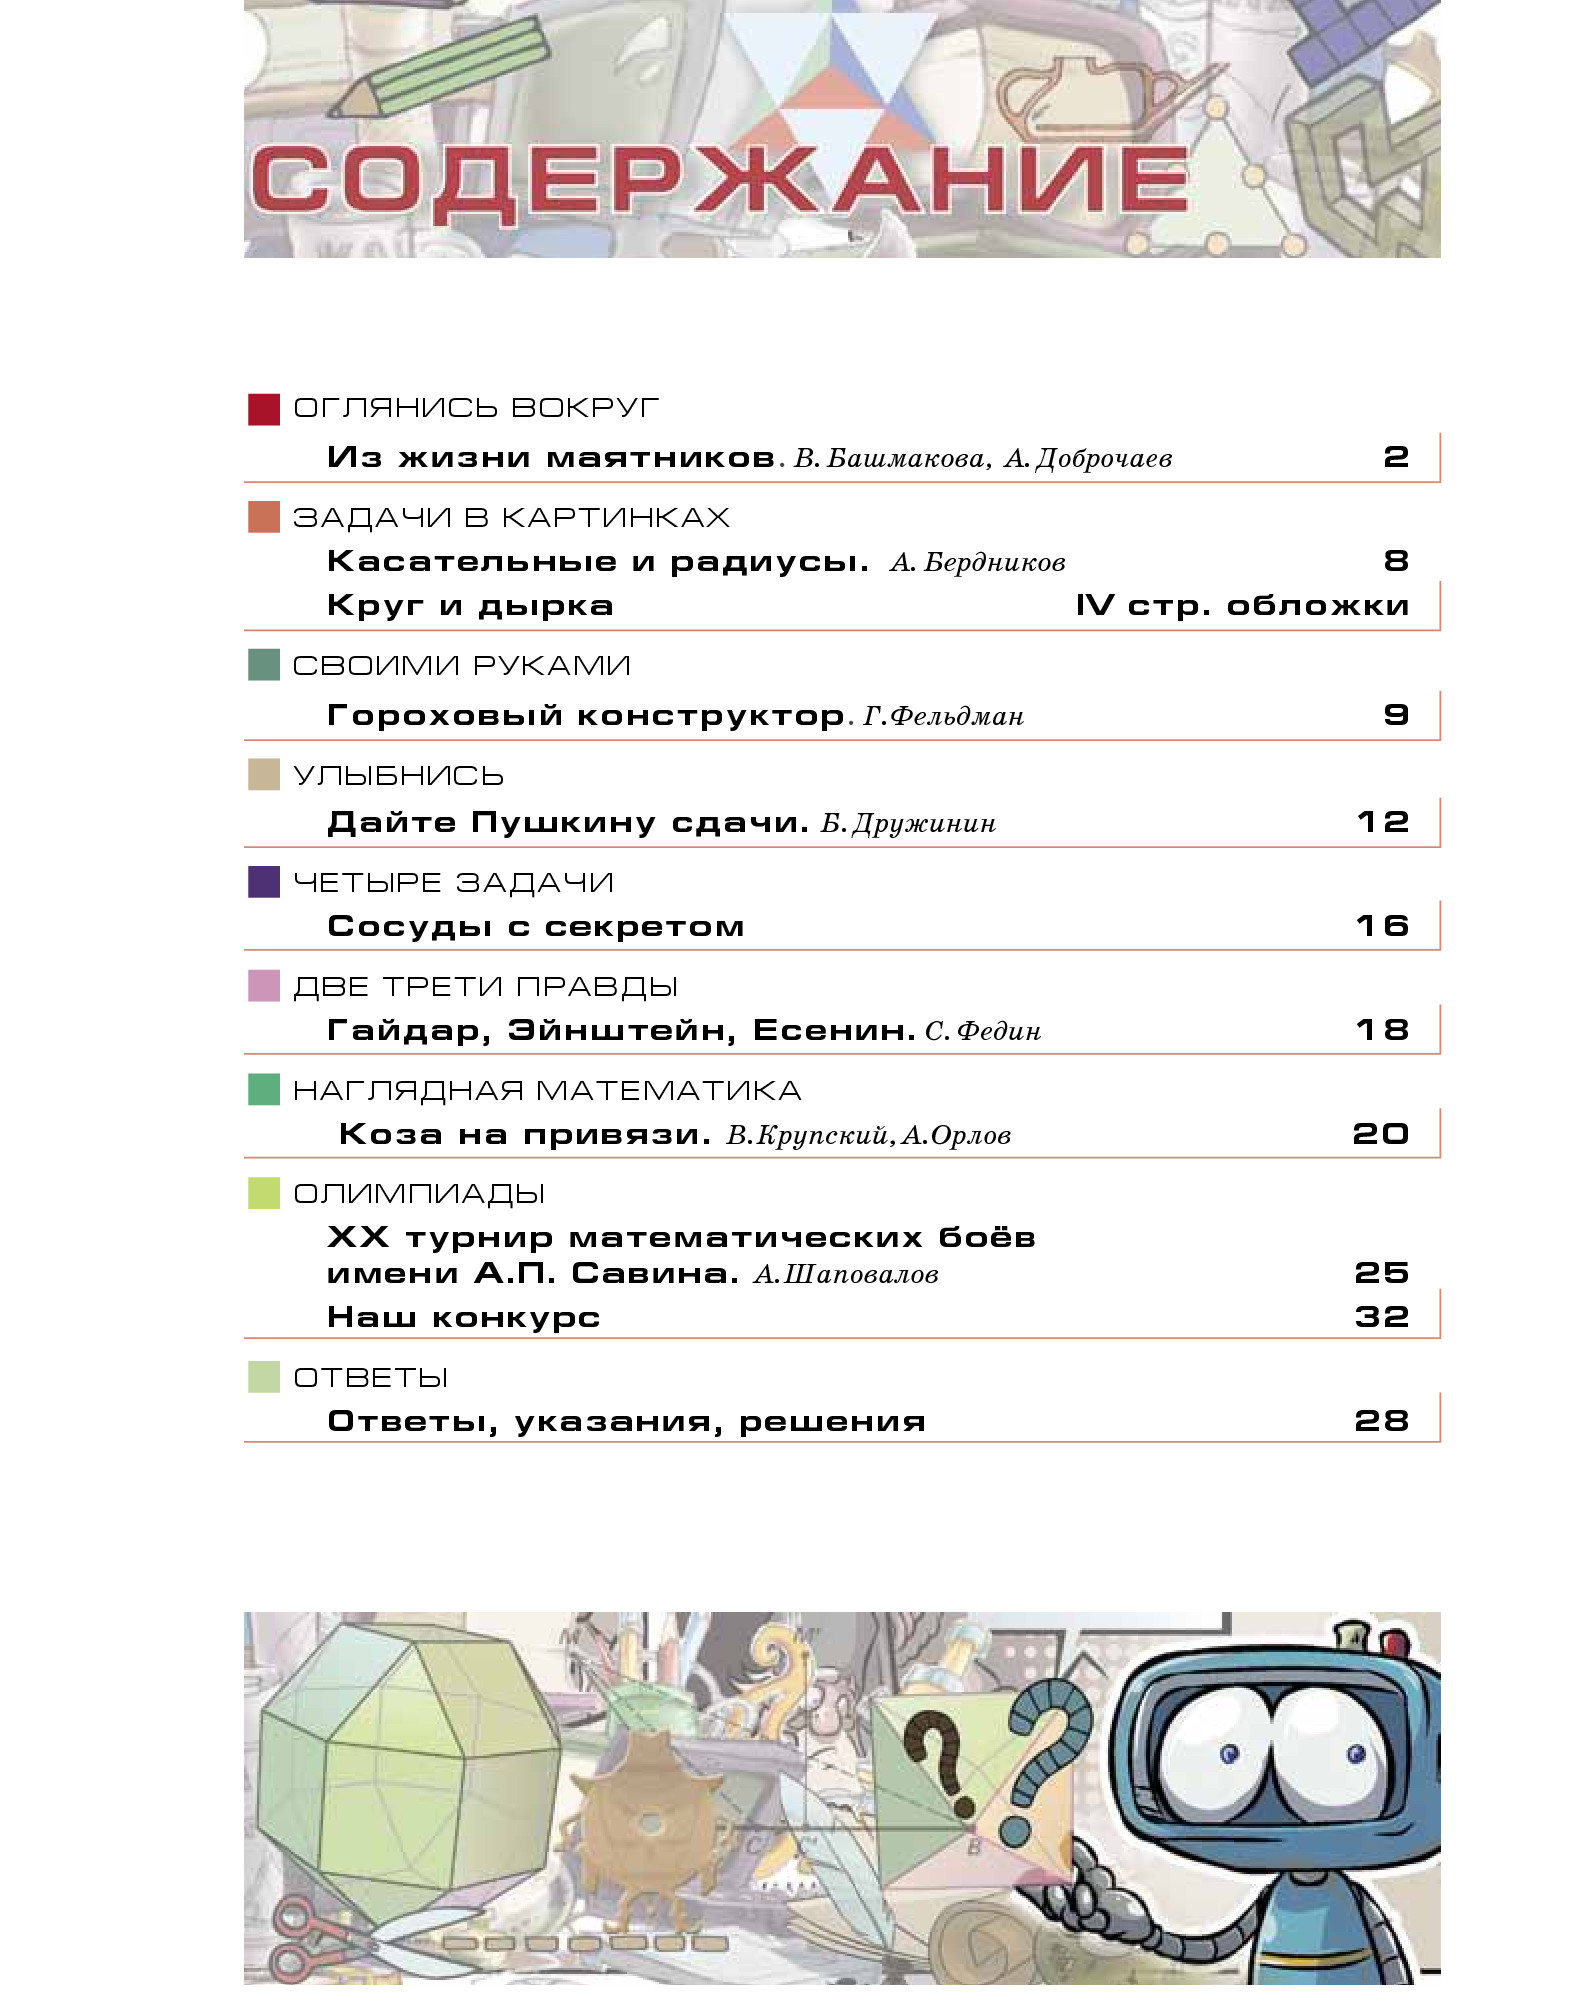 СОДЕРЖАНИЕ
ОГЛЯНИСЬ ВОКРУГ
Из жизни маятников. В. Башмакова, А. Доброчаев 2
ЗАДАЧИ В КАРТИНКАХ
Касательные и радиусы. А. Бердников 8
Круг и дырка IV стр. обложки
СВОИМИ РУКАМИ
Гороховый конструктор. Г.Фельдман 9
УЛЫБНИСЬ
Дайте Пушкину сдачи. Б. Дружинин 12
ЧЕТЫРЕ ЗАДАЧИ
Сосуды с секретом 16
ДВЕ ТРЕТИ ПРАВДЫ
Гайдар, Эйнштейн, Есенин. С. Федин 18
НАГЛЯДНАЯ МАТЕМАТИКА
Коза на привязи. В.Крупский, А.Орлов 20
ОЛИМПИАДЫ
XX турнир математических боёв
имени А.П. Савина. А.Шаповалов 25
Наш конкурс 32
ОТВЕТЫ
Ответы, указания, решения 28
? ?
B